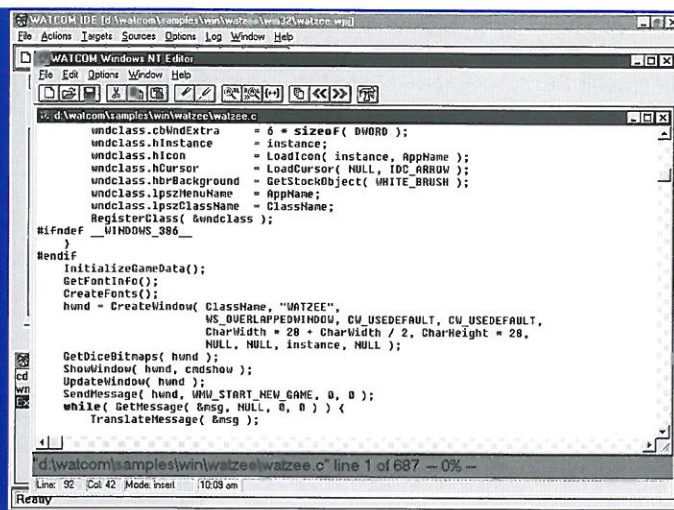 WATCOM IDE [d:\watcom\samples\win\watzee\wm32\watzee.wpj]
File Actions Targets Sources Options Log Window Help
WATCOM Windows NT Editor
File Edit Options Window Help
d:\watcom\samples\win\watzee\watzee.c
wndclass.cbWndExtra = 6 * sizeof( DWORD );
wndclass.hInstance = instance;
wndclass.hIcon = LoadIcon( instance, AppName );
wndclass.hCursor = LoadCursor( NULL, IDC_ARROW );
wndclass.hbrBackground = GetStockObject( WHITE_BRUSH );
wndclass.lpszMenuName = AppName;
wndclass.lpszClassName = ClassName;
RegisterClass( &wndclass );
#ifndef __WINDOWS_386__
}
#endif
InitializeGameData();
GetFontInfo();
CreateFonts();
hwnd = CreateWindow( ClassName, "WATZEE",
WS_OVERLAPPEDWINDOW, CW_USEDEFAULT, CW_USEDEFAULT,
CharWidth * 28 + CharWidth / 2, CharHeight * 28,
NULL, NULL, instance, NULL );
GetDiceBitmaps( hwnd );
ShowWindow( hwnd, cmdshow );
UpdateWindow( hwnd );
SendMessage( hwnd, WMW_START_NEW_GAME, 0, 0 );
while( GetMessage( &msg, NULL, 0, 0 ) ) {
TranslateMessage( &msg );
cd
wm
Ex
"d:\watcom\samples\win\watzee\watzee.c" line 1 of 687 -- 0% --
Line: 92 Col: 42 Mode: insert 10:09 am
Ready